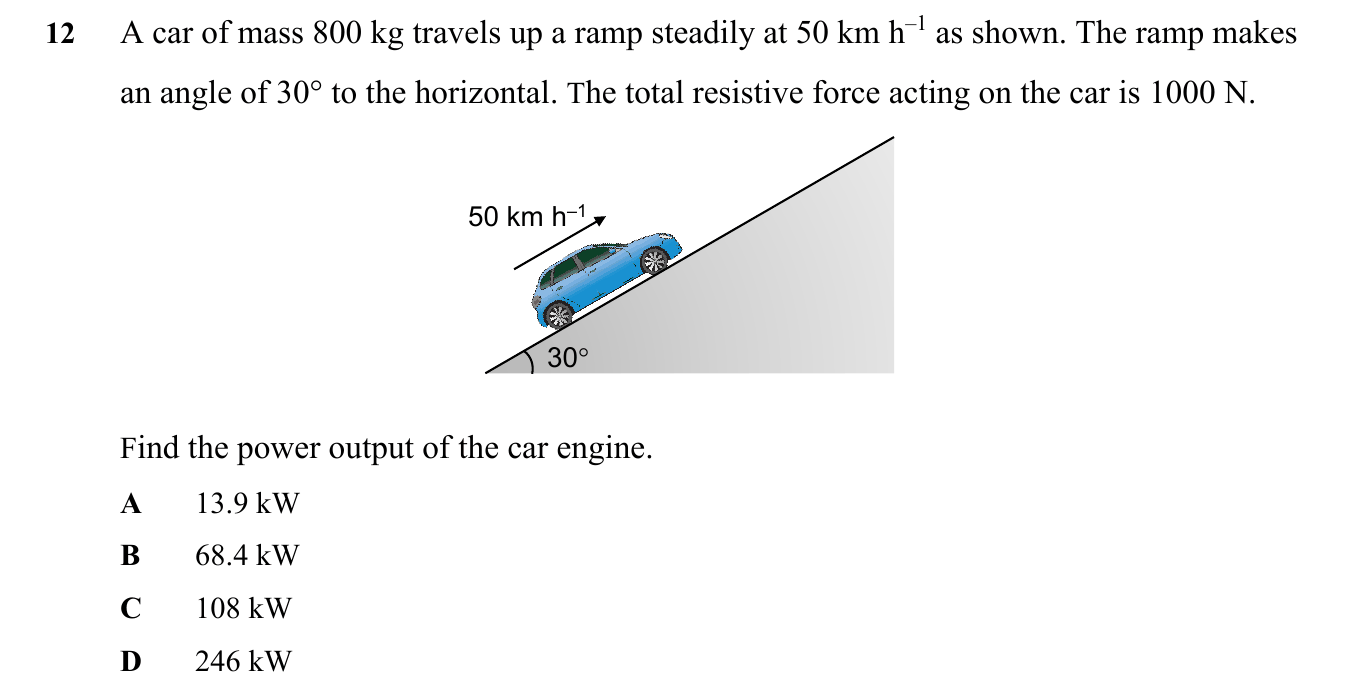 12 A car of mass 800 kg travels up a ramp steadily at 50 km h⁻¹ as shown. The ramp makes
an angle of 30° to the horizontal. The total resistive force acting on the car is 1000 N.
50 km h⁻¹
30°
Find the power output of the car engine.
A 13.9 kW
B 68.4 kW
C 108 kW
D 246 kW